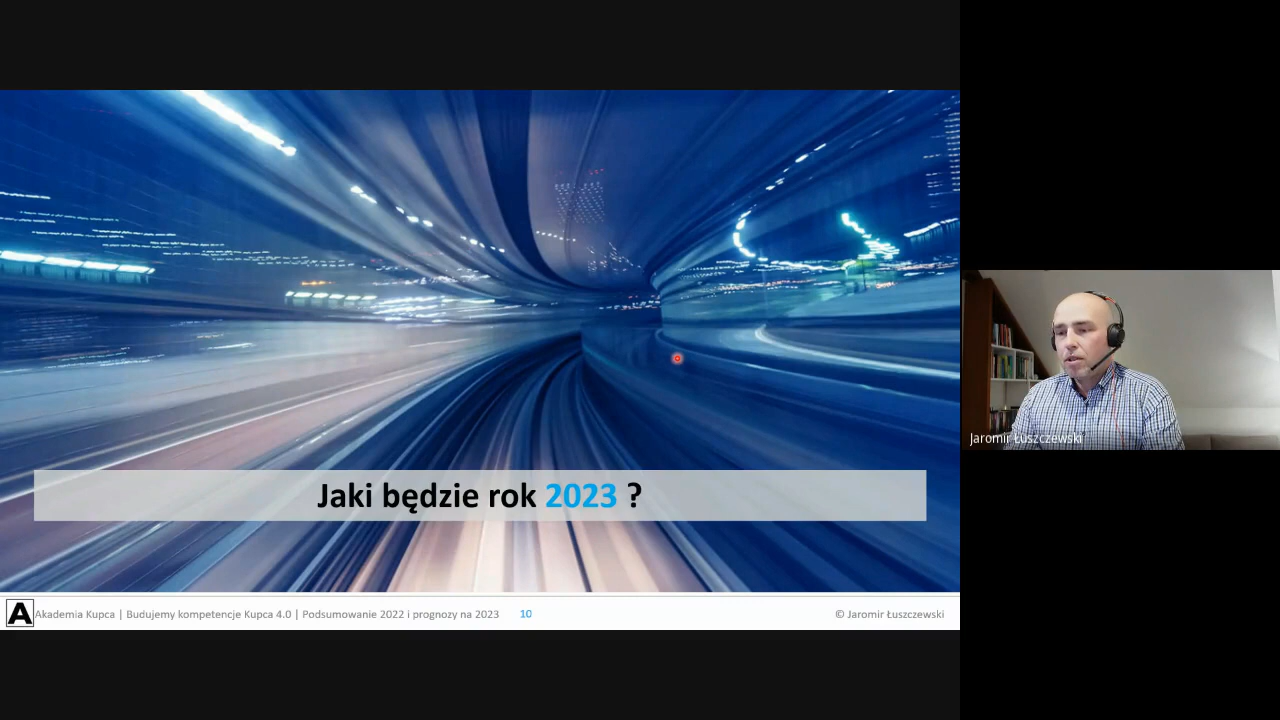 Jaki będzie rok 2023 ?
A Akademia Kupca | Budujemy kompetencje Kupca 4.0 | Podsumowanie 2022 i prognozy na 2023 10 © Jaromir Łuszczewski
Jaromir Łuszczewski